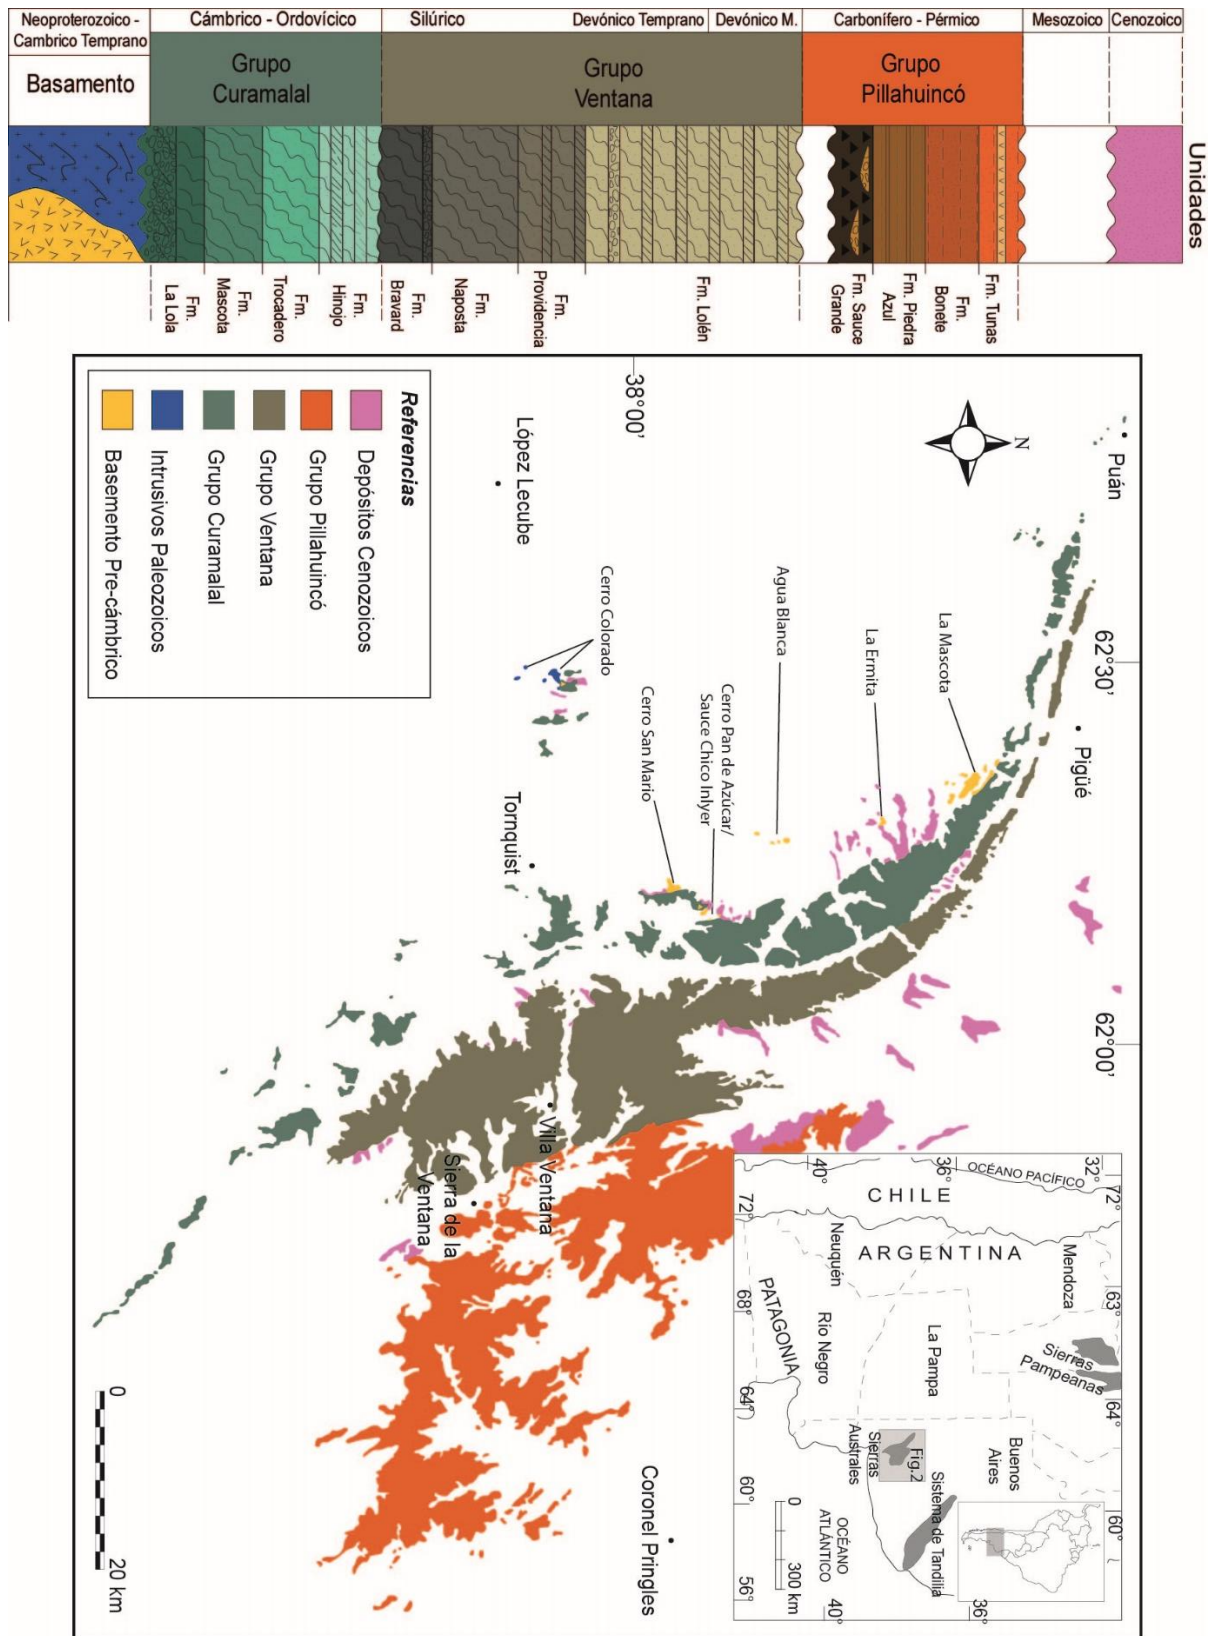 Unidades
Neoproterozoico -
Cambrico Temprano
Cámbrico - Ordovícico
Silúrico
Devónico Temprano
Devónico M.
Carbonífero - Pérmico
Mesozoico
Cenozoico
Basamento
Grupo
Curamalal
Grupo
Ventana
Grupo
Pillahuincó
Fm.
La Lola
Fm.
Mascota
Fm.
Trocadero
Fm.
Hinojo
Fm.
Bravard
Fm.
Naposta
Fm.
Providencia
Fm. Lolén
Fm. Sauce
Grande
Fm. Piedra
Azul
Fm.
Bonete
Fm. Tunas
Puán
62°30'
Pigüé
62°00'
N
38°00'
La Mascota
La Ermita
Agua Blanca
Cerro Pan de Azúcar/
Sauce Chico Inlyer
Cerro San Mario
Cerro Colorado
López Lecube
Tornquist
Villa Ventana
Sierra de la
Ventana
Coronel Pringles
Referencias
Depósitos Cenozoicos
Grupo Pillahuincó
Grupo Ventana
Grupo Curamalal
Intrusivos Paleozoicos
Basemento Pre-cámbrico
0
20 km
32°
72°
63°
64°
60°
OCÉANO PACÍFICO
36°
CHILE
ARGENTINA
Mendoza
Sierras
Pampeanas
La Pampa
Buenos
Aires
Neuquén
Río Negro
40°
72°
PATAGONIA
68°
64°
60°
56°
Fig.2
Sierras
Australes
Sistema de Tandilia
OCÉANO
ATLÁNTICO
36°
40°
0
300 km